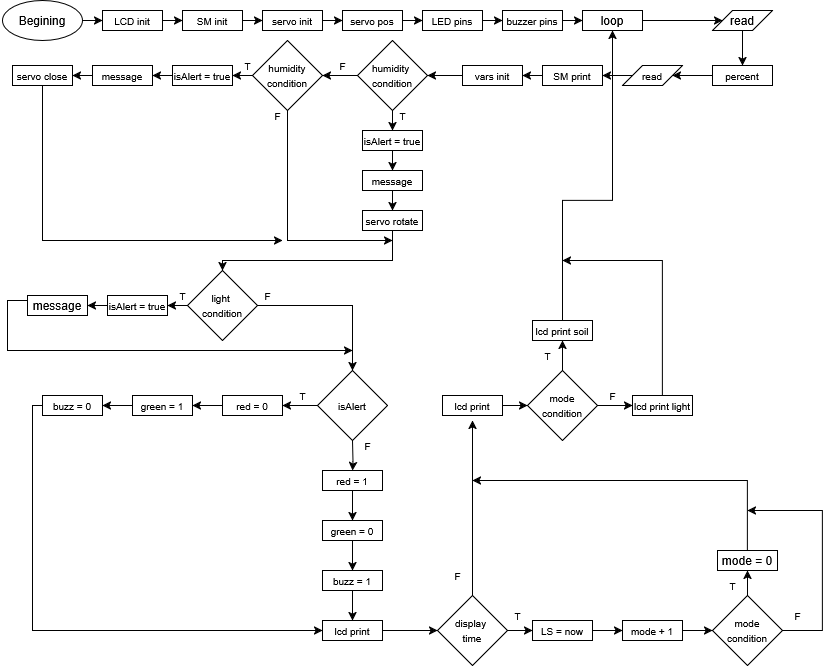 Begining
LCD init
SM init
servo init
servo pos
LED pins
buzzer pins
loop
read
servo close
message
isAlert = true
T
humidity
condition
F
humidity
condition
vars init
SM print
read
percent
F
T
isAlert = true
message
servo rotate
message
isAlert = true
T
light
condition
F
lcd print soil
T
buzz = 0
green = 1
red = 0
T
isAlert
F
lcd print
mode
condition
F
lcd print light
red = 1
green = 0
buzz = 1
lcd print
F
display
time
T
LS = now
mode + 1
mode = 0
T
mode
condition
F